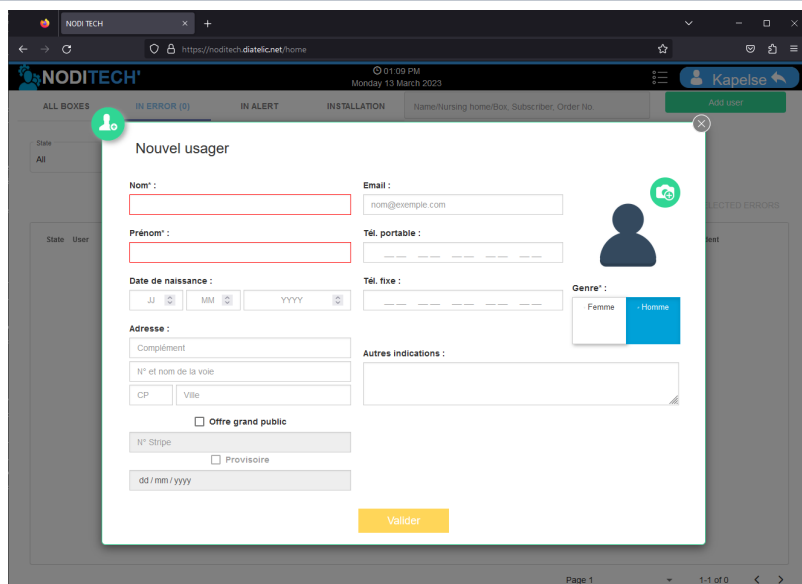 NODI TECH
https://noditech.diatelic.net/home
NODITECH'
01:09 PM
Monday 13 March 2023
Kapelse
ALL BOXES
IN ERROR (0)
IN ALERT
INSTALLATION
Name/Nursing home/Box, Subscriber, Order No
Add user
State
All
Nouvel usager
Nom* :
Email :
nom@exemple.com
Prénom* :
Tél. portable :
LECTED ERRORS
State User
dent
Date de naissance :
JJ MM YYYY
Tél. fixe :
Genre* :
Femme
- Homme
Adresse :
Complément
N° et nom de la voie
CP Ville
Autres indications :
Offre grand public
N° Stripe
Provisoire
dd / mm / yyyy
Valider
Page 1
1-1 of 0